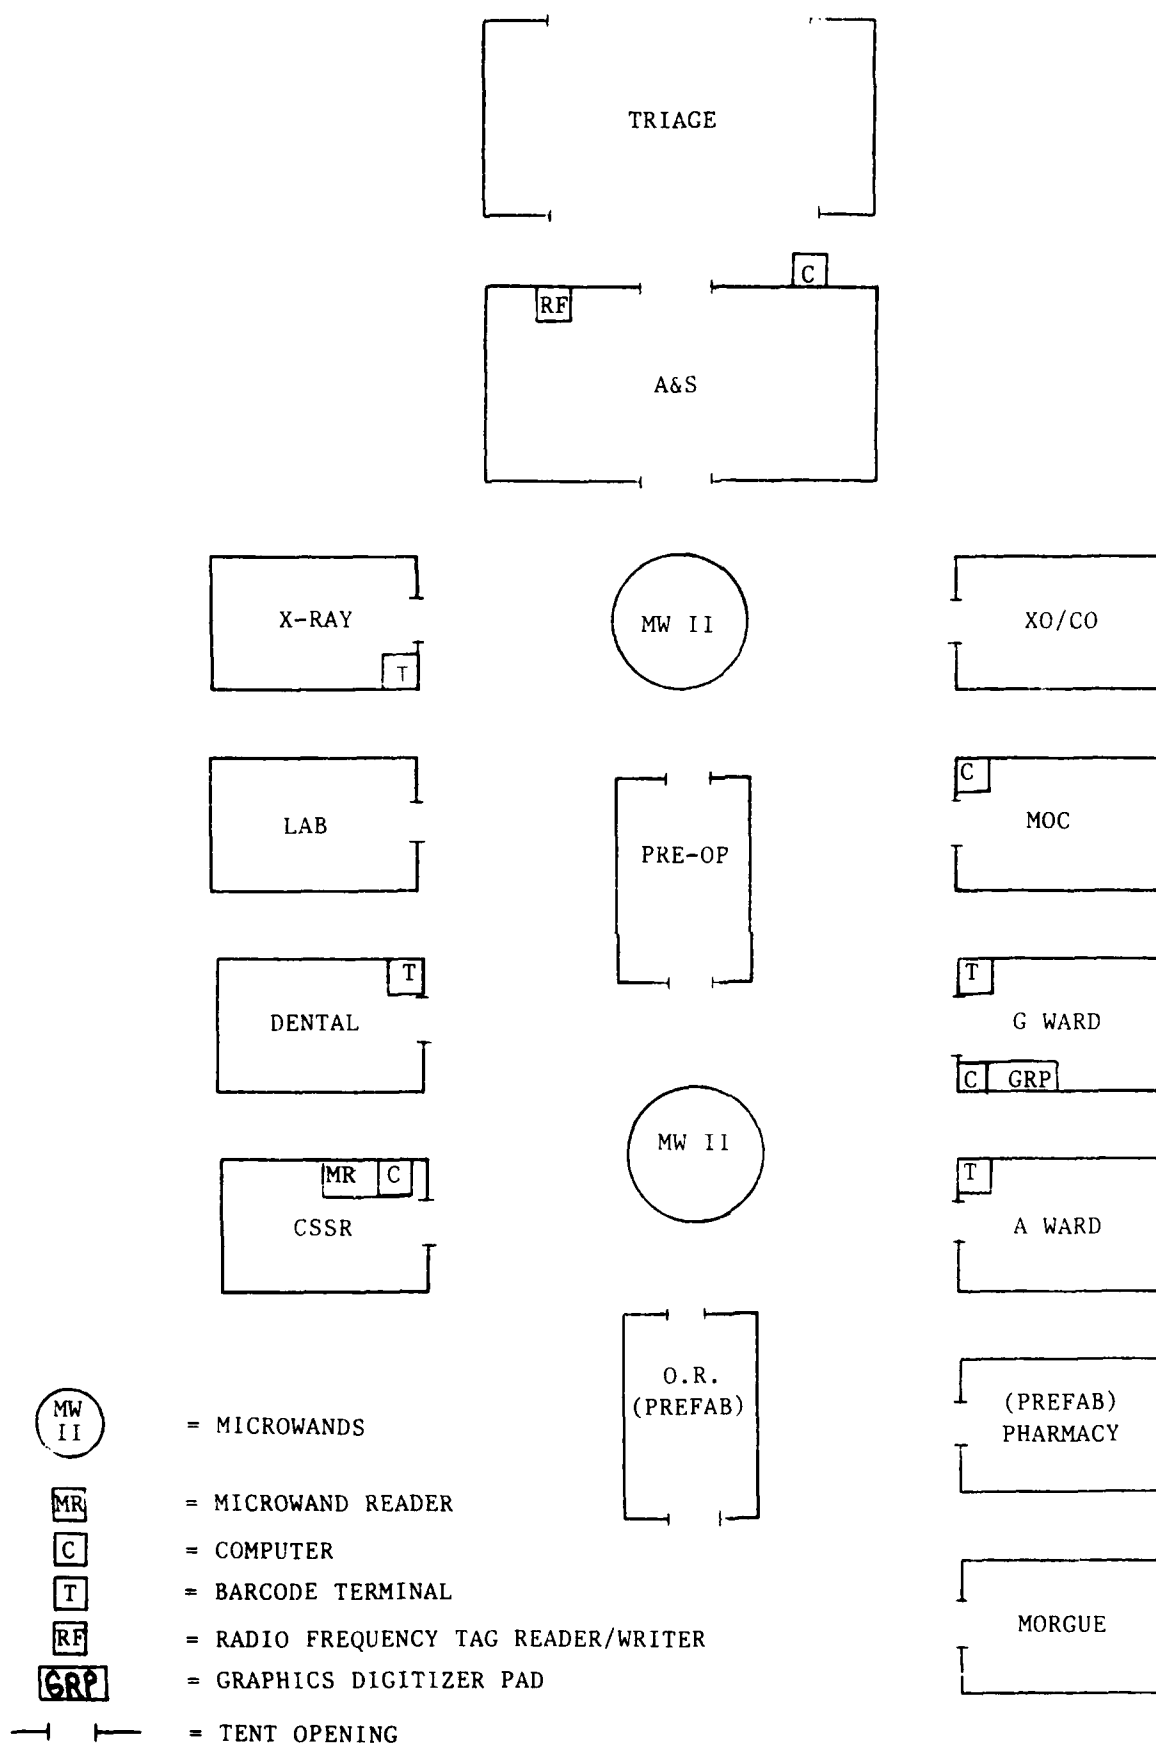 TRIAGE
C
RF
A&S
X-RAY
T
MW II
XO/CO
LAB
PRE-OP
C
MOC
T
DENTAL
T
G WARD
C GRP
MW II
MR C
CSSR
T
A WARD
O.R.
(PREFAB)
(PREFAB)
PHARMACY
MORGUE
MW
II
= MICROWANDS
MR = MICROWAND READER
C = COMPUTER
T = BARCODE TERMINAL
RF = RADIO FREQUENCY TAG READER/WRITER
GRP = GRAPHICS DIGITIZER PAD
= TENT OPENING